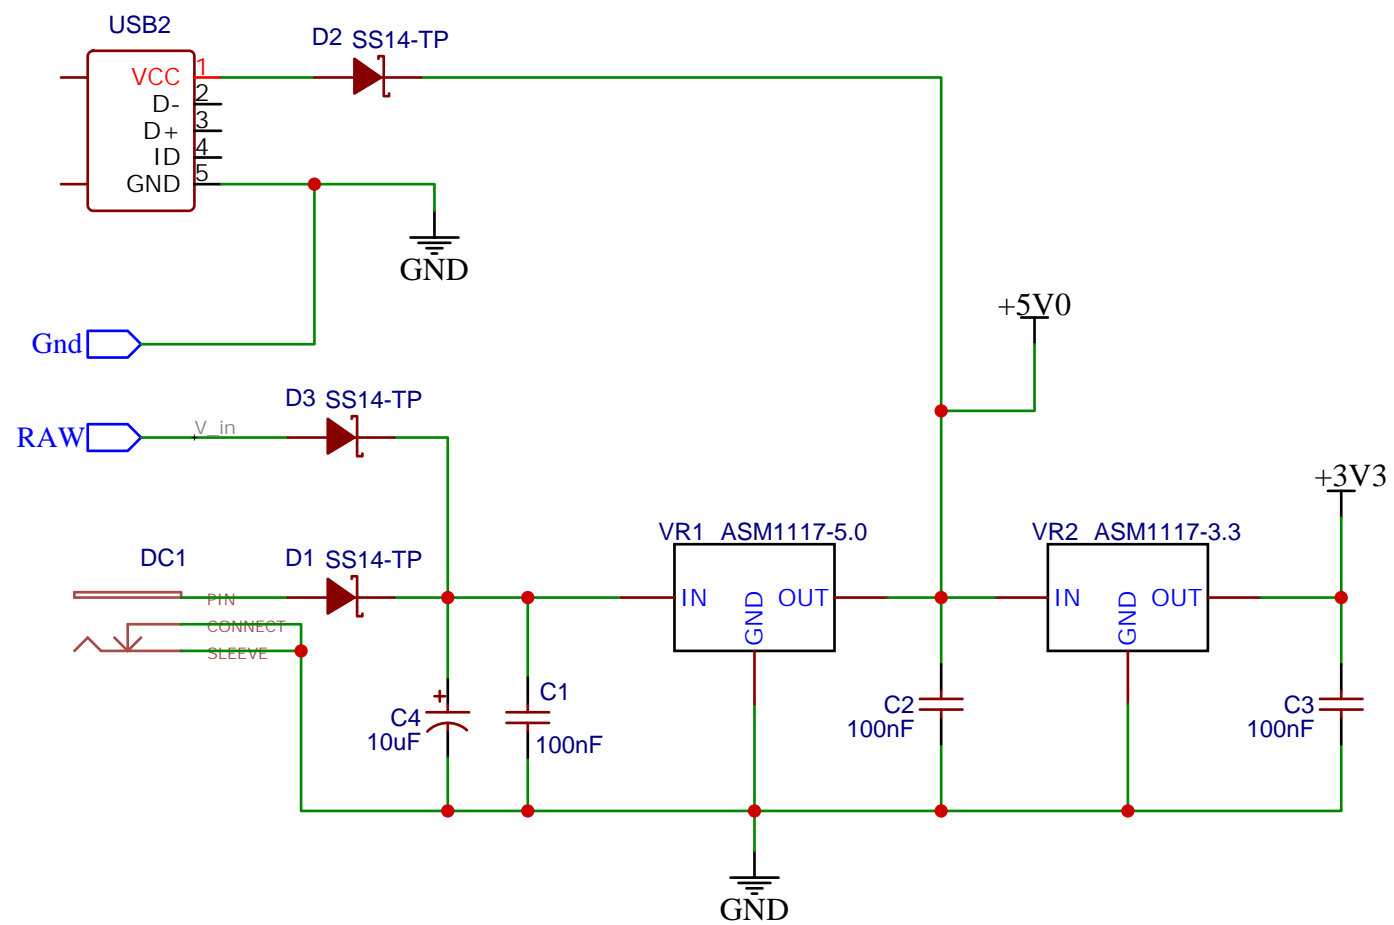 USB2
D2 SS14-TP
VCC 1
D- 2
D+ 3
ID 4
GND 5
GND
Gnd
+5V0
D3 SS14-TP
RAW
V_in
+3V3
DC1
D1 SS14-TP
VR1 ASM1117-5.0
VR2 ASM1117-3.3
PIN
CONNECT
SLEEVE
IN
GND
OUT
IN
GND
OUT
+
C4
10uF
C1
100nF
C2
100nF
C3
100nF
GND